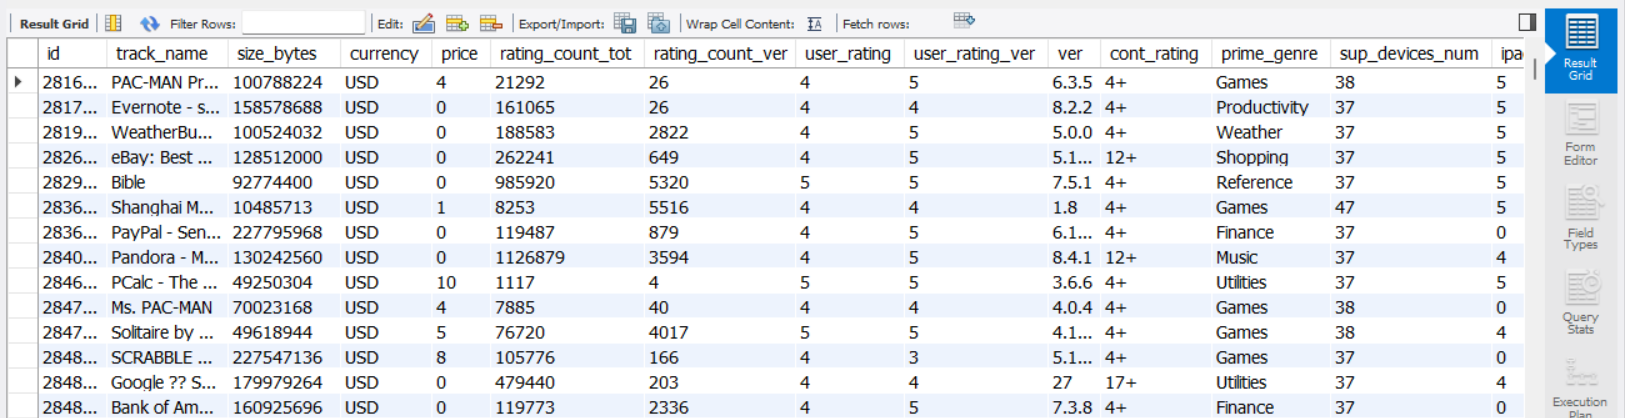 Result Grid Filter Rows: Edit: Export/Import: Wrap Cell Content: IA Fetch rows:
id track_name size_bytes currency price rating_count_tot rating_count_ver user_rating user_rating_ver ver cont_rating prime_genre sup_devices_num ipa
2816... PAC-MAN Pr... 100788224 USD 4 21292 26 4 5 6.3.5 4+ Games 38 5
2817... Evernote - s... 158578688 USD 0 161065 26 4 4 8.2.2 4+ Productivity 37 5
2819... WeatherBu... 100524032 USD 0 188583 2822 4 5 5.0.0 4+ Weather 37 5
2826... eBay: Best ... 128512000 USD 0 262241 649 4 5 5.1... 12+ Shopping 37 5
2829... Bible 92774400 USD 0 985920 5320 5 5 7.5.1 4+ Reference 37 5
2836... Shanghai M... 10485713 USD 1 8253 5516 4 4 1.8 4+ Games 47 5
2836... PayPal - Sen... 227795968 USD 0 119487 879 4 5 6.1... 4+ Finance 37 0
2840... Pandora - M... 130242560 USD 0 1126879 3594 4 5 8.4.1 12+ Music 37 4
2846... PCalc - The ... 49250304 USD 10 1117 4 5 5 3.6.6 4+ Utilities 37 5
2847... Ms. PAC-MAN 70023168 USD 4 7885 40 4 4 4.0.4 4+ Games 38 0
2847... Solitaire by ... 49618944 USD 5 76720 4017 5 5 4.1... 4+ Games 38 4
2848... SCRABBLE ... 227547136 USD 8 105776 166 4 3 5.1... 4+ Games 37 0
2848... Google ?? S... 179979264 USD 0 479440 203 4 4 27 17+ Utilities 37 4
2848... Bank of Am... 160925696 USD 0 119773 2336 4 5 7.3.8 4+ Finance 37 0
Result
Grid
Form
Editor
Field
Types
Query
Stats
Execution
Plan